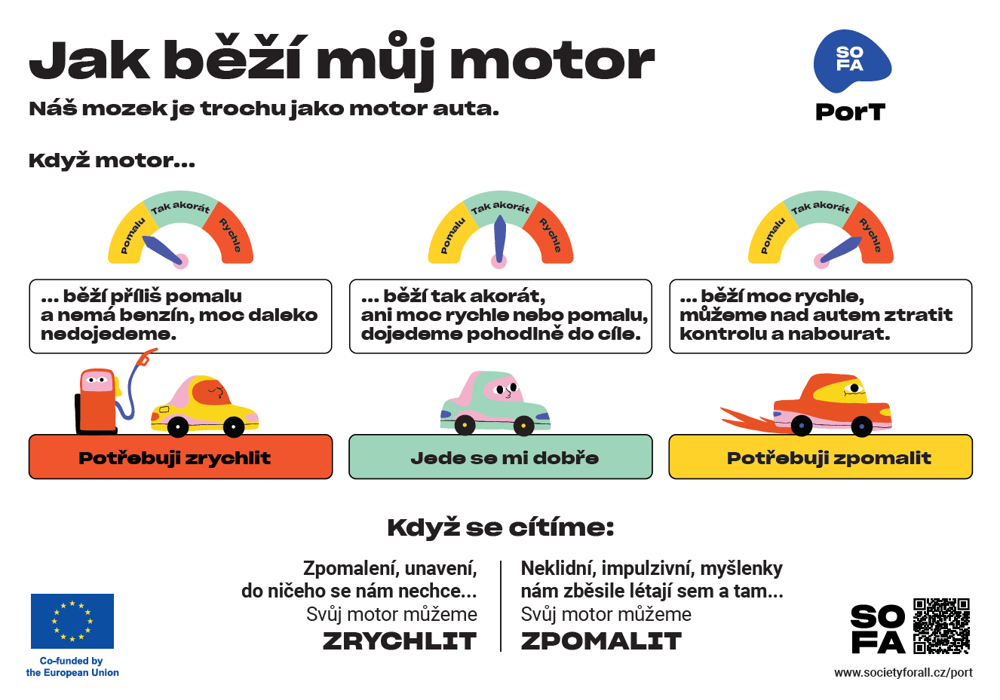 Jak běží můj motor
Náš mozek je trochu jako motor auta.
SO
FA
PorT
Když motor...
Pomalu
Tak akorát
Rychle
Pomalu
Tak akorát
Rychle
Pomalu
Tak akorát
Rychle
... běží příliš pomalu
a nemá benzín, moc daleko
nedojedeme.
... běží tak akorát,
ani moc rychle nebo pomalu,
dojedeme pohodlně do cíle.
... běží moc rychle,
můžeme nad autem ztratit
kontrolu a nabourat.
Potřebuji zrychlit
Jede se mi dobře
Potřebuji zpomalit
Když se cítíme:
Zpomalení, unavení,
do ničeho se nám nechce...
Svůj motor můžeme
ZRYCHLIT
Neklidní, impulzivní, myšlenky
nám zběsile létají sem a tam...
Svůj motor můžeme
ZPOMALIT
Co-funded by
the European Union
SO
FA
www.societyforall.cz/port